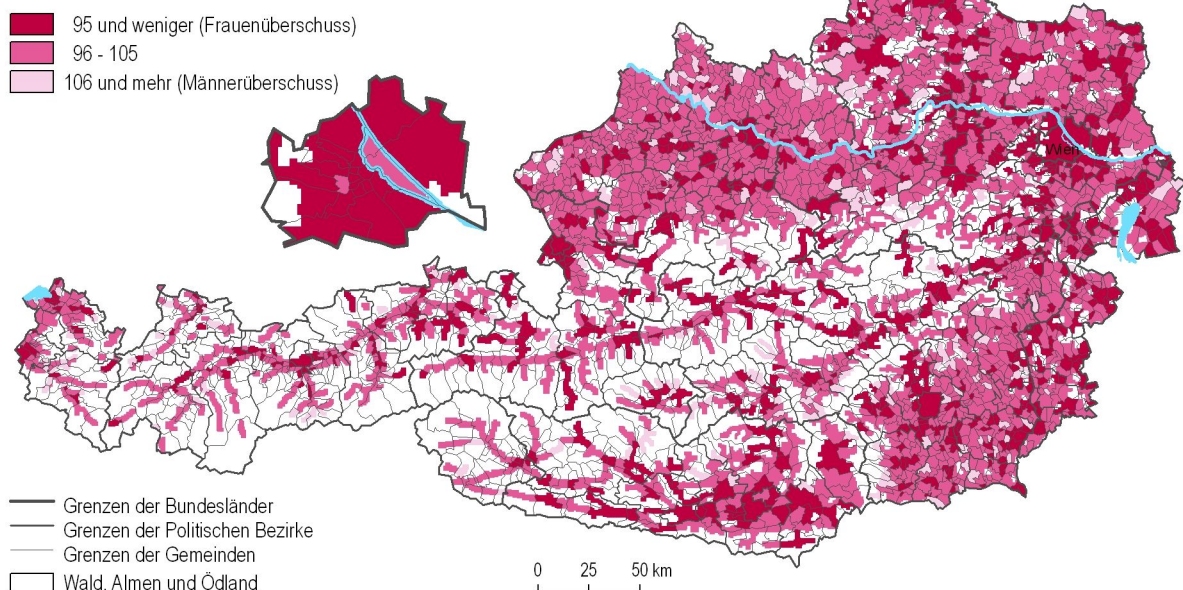 95 und weniger (Frauenüberschuss)
96 - 105
106 und mehr (Männerüberschuss)
Wien
Grenzen der Bundesländer
Grenzen der Politischen Bezirke
Grenzen der Gemeinden
Wald, Almen und Ödland
0 25 50 km